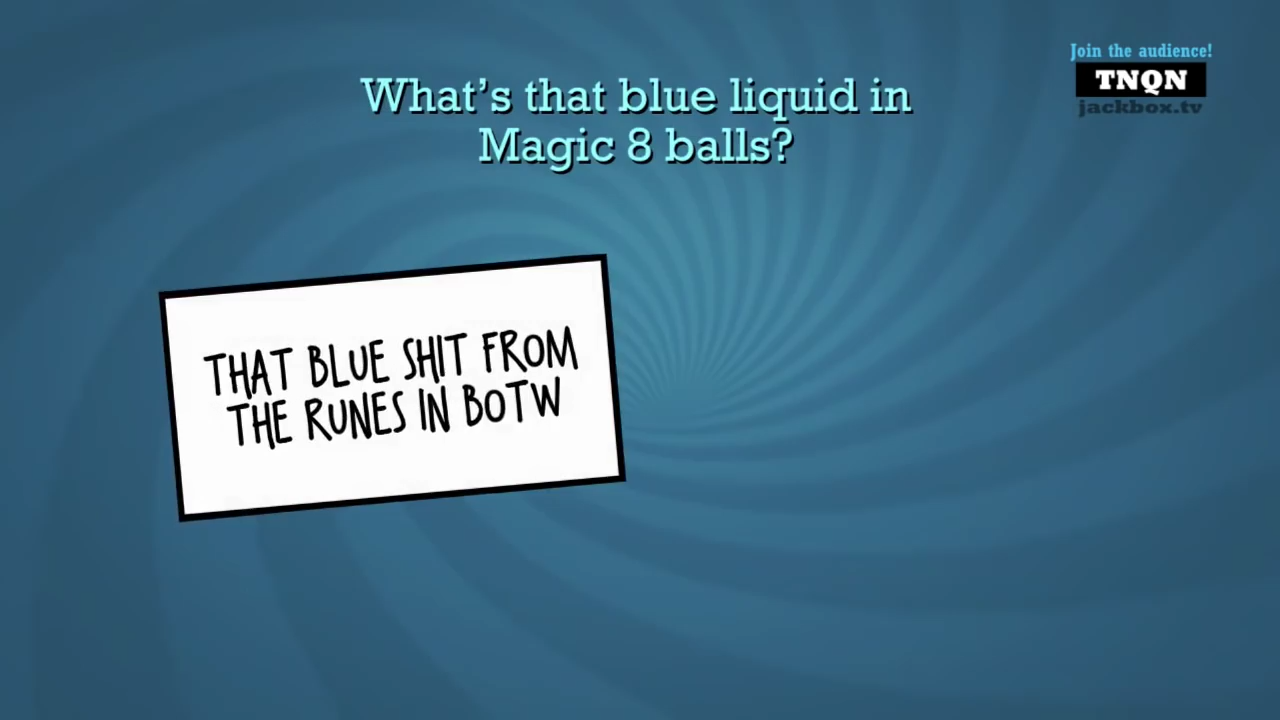 Join the audience!
TNQN
jackbox.tv
What's that blue liquid in
Magic 8 balls?
THAT BLUE SHIT FROM
THE RUNES IN BOTW